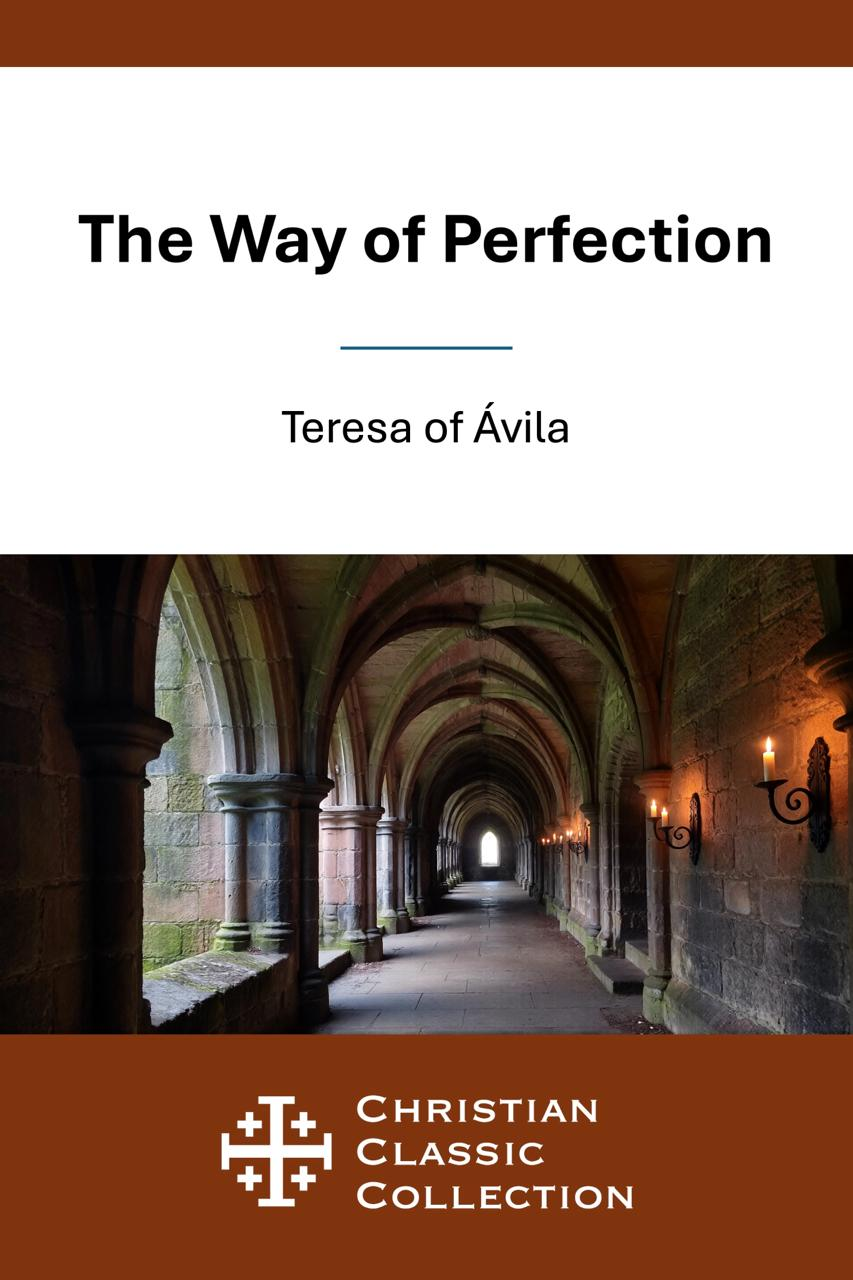 The Way of Perfection
Teresa of Ávila
Christian
Classic
Collection